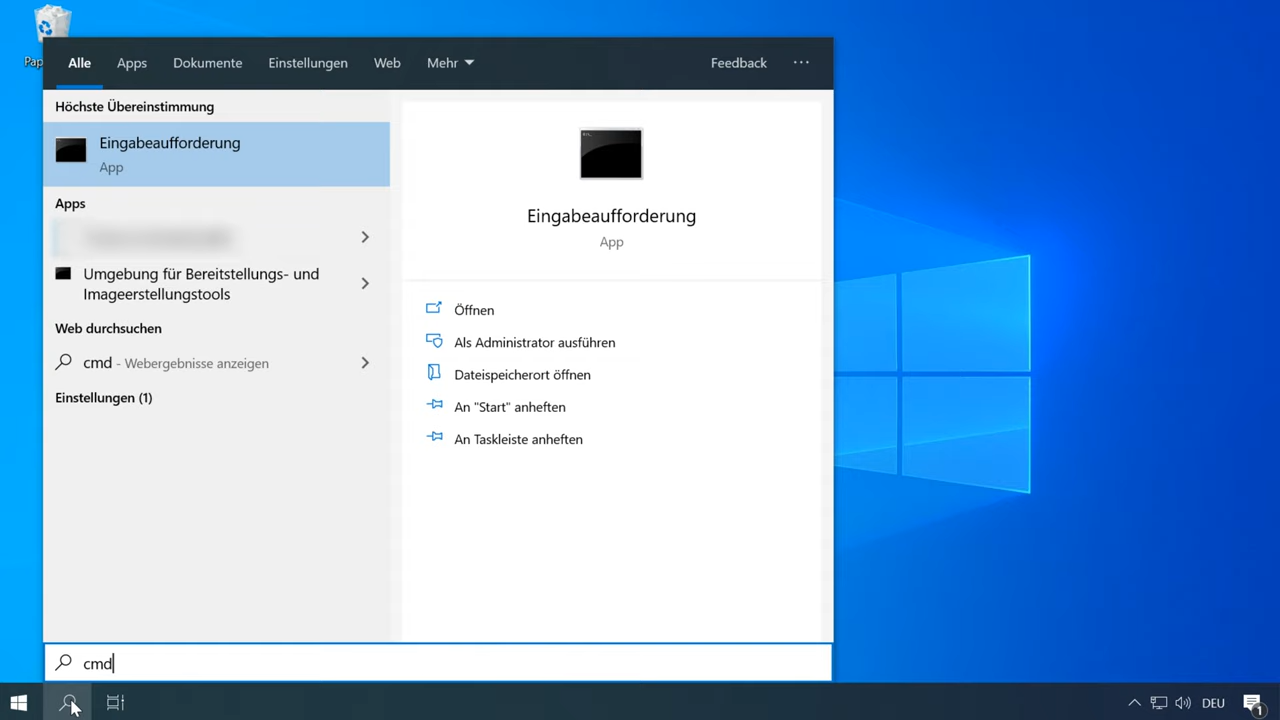 Pap
Alle Apps Dokumente Einstellungen Web Mehr Feedback ···
Höchste Übereinstimmung
Eingabeaufforderung
App
Apps
Umgebung für Bereitstellungs- und
Imageerstellungstools
Web durchsuchen
cmd - Webergebnisse anzeigen
Einstellungen (1)
Eingabeaufforderung
App
Öffnen
Als Administrator ausführen
Dateispeicherort öffnen
An "Start" anheften
An Taskleiste anheften
cmd
DEU
1